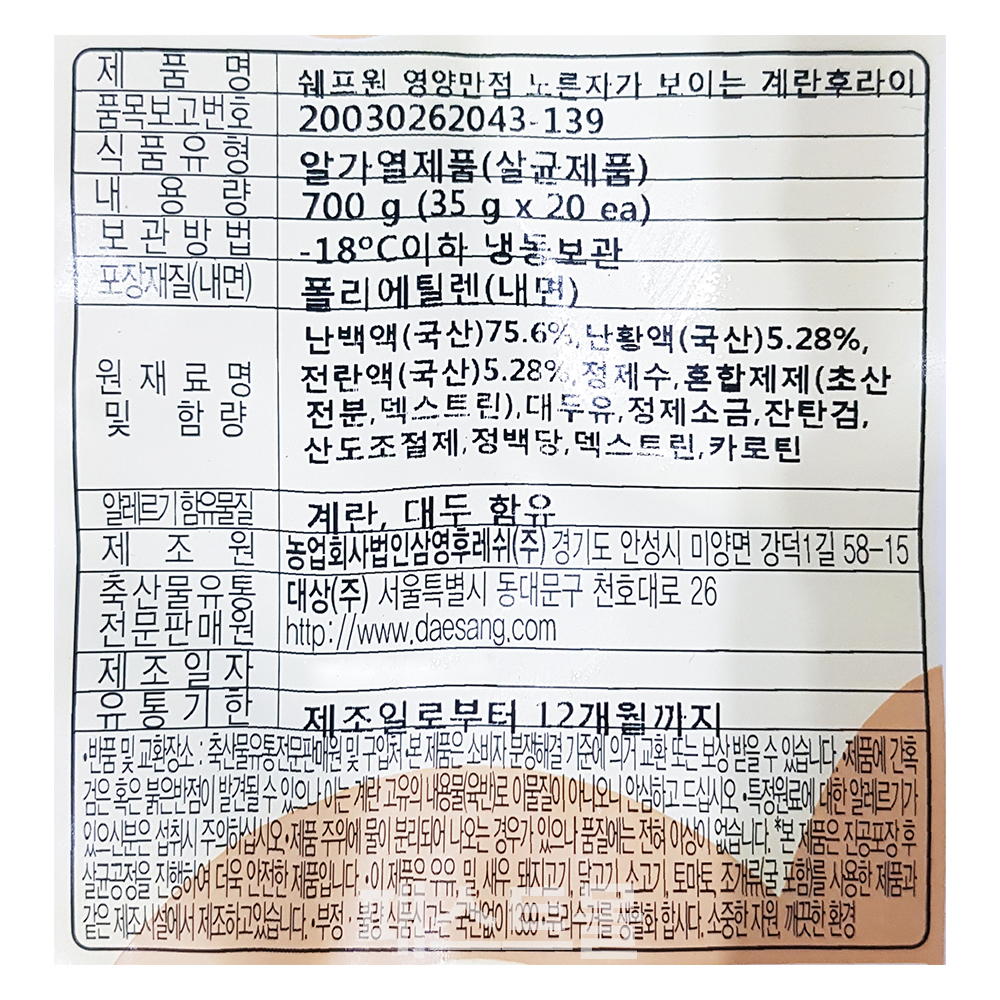 제품명 쉐프원 영양만점 노른자가 보이는 계란후라이
품목보고번호 20030262043-139
식품유형 알가열제품(살균제품)
내용량 700 g (35 g x 20 ea)
보관방법 -18°C이하 냉동보관
포장재질(내면) 폴리에틸렌(내면)
원재료명 및 함량
난백액(국산)75.6%,난황액(국산)5.28%,
전란액(국산)5.28%,정제수,혼합제제(초산
전분,덱스트린),대두유,정제소금,잔탄검,
산도조절제,정백당,덱스트린,카로틴
알레르기함유물질 계란, 대두 함유
제조원 농업회사법인삼영후레쉬(주) 경기도 안성시 미양면 강덕1길 58-15
축산물유통 대상(주) 서울특별시 동대문구 천호대로 26
전문판매원 http://www.daesang.com
제조일자
유통기한 제조일로부터 12개월까지
•반품 및 교환장소 : 축산물유통전문판매원 및 구입처 본 제품은 소비자 분쟁해결 기준에 의거 교환 또는 보상 받을 수 있습니다. •제품에 간혹
검은 혹은 붉은반점이 발견될 수 있으나 이는 계란 고유의 내용물(육반)로 이물질이 아니오니 안심하고 드십시오. •특정원료에 대한 알레르기가
있으신분은 섭취시 주의하십시오 •제품 주위에 물이 분리되어 나오는 경우가 있으나 품질에는 전혀 이상이 없습니다. *본 제품은 진공포장 후
살균공정을 진행하여 더욱 안전한 제품입니다. •이 제품은 우유, 밀, 새우, 돼지고기, 닭고기, 소고기, 토마토, 조개류(굴 포함)를 사용한 제품과
같은 제조시설에서 제조하고있습니다. •부정·불량 식품신고는 국번없이 1399 •분리수거를 생활화 합시다. 소중한 자원, 깨끗한 환경